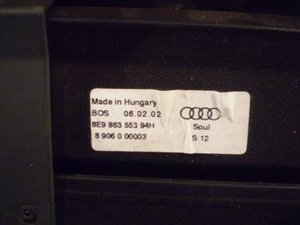 Made in Hungary
BOS 06.02.02
8E9 863 553 94H
Soul
8 906 0 00003
S 12